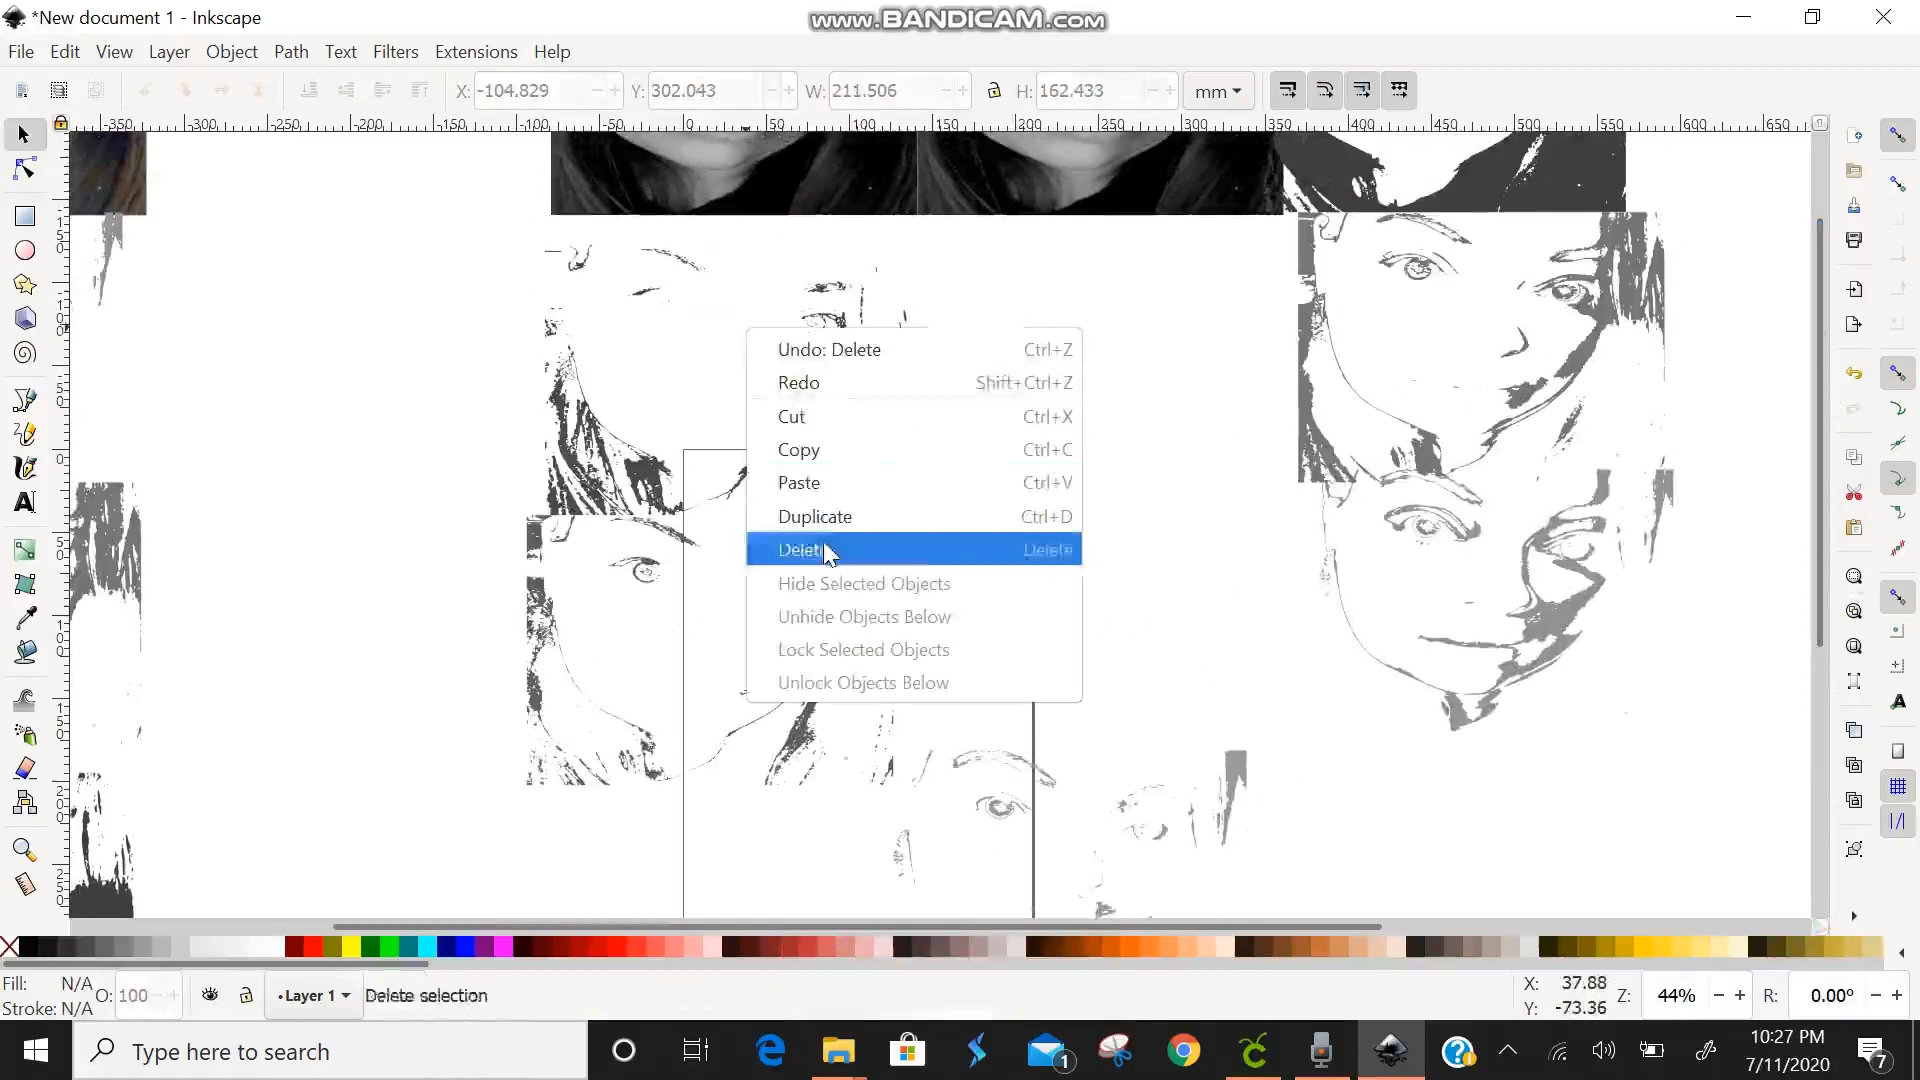 *New document 1 - Inkscape
www.BANDICAM.com
File Edit View Layer Object Path Text Filters Extensions Help
X: -104.829 Y: 302.043 W: 211.506 H: 162.433 mm
Undo: Delete Ctrl+Z
Redo Shift+Ctrl+Z
Cut Ctrl+X
Copy Ctrl+C
Paste Ctrl+V
Duplicate Ctrl+D
Delete Delete
Hide Selected Objects
Unhide Objects Below
Lock Selected Objects
Unlock Objects Below
Fill: N/A
Stroke: N/A
O: 100
Layer 1
Delete selection
X: 37.88
Y: -73.36
Z: 44%
R: 0.00°
Type here to search
1
10:27 PM
7/11/2020
7